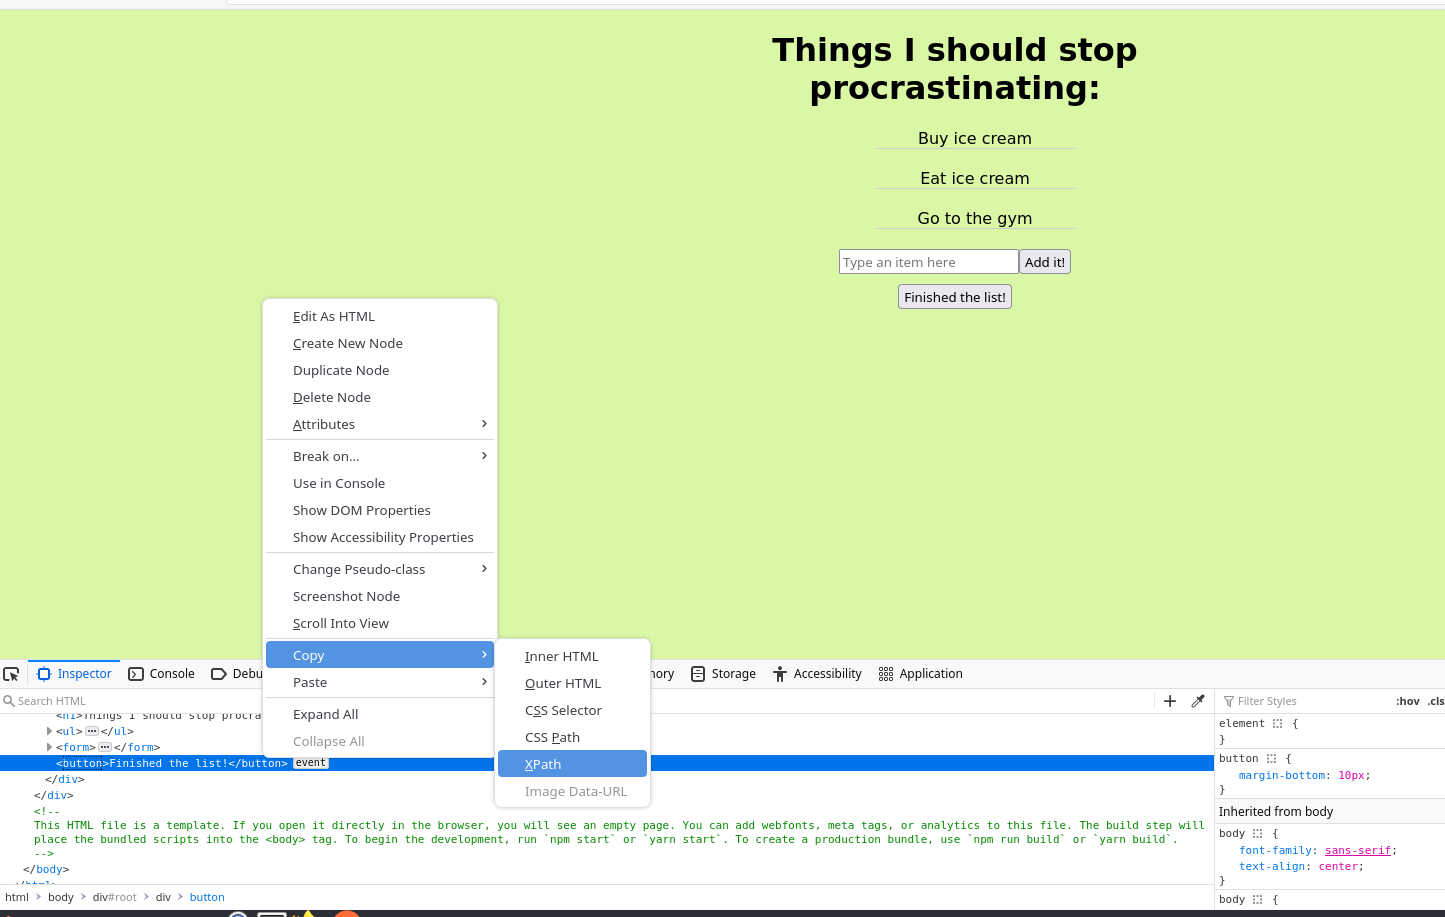 Things I should stop
procrastinating:
Buy ice cream
Eat ice cream
Go to the gym
Type an item here Add it!
Finished the list!
Edit As HTML
Create New Node
Duplicate Node
Delete Node
Attributes
Break on...
Use in Console
Show DOM Properties
Show Accessibility Properties
Change Pseudo-class
Screenshot Node
Scroll Into View
Copy
Paste
Expand All
Collapse All
Inner HTML
Outer HTML
CSS Selector
CSS Path
XPath
Image Data-URL
Inspector Console Debu ory Storage Accessibility Application
Search HTML
<h1>Things I should stop procra
<ul> </ul>
<form> </form>
<button>Finished the list!</button> event
</div>
</div>
<!--
This HTML file is a template. If you open it directly in the browser, you will see an empty page. You can add webfonts, meta tags, or analytics to this file. The build step will
place the bundled scripts into the <body> tag. To begin the development, run `npm start` or `yarn start`. To create a production bundle, use `npm run build` or `yarn build`.
-->
</body>
</html>
html body div#root div button
Filter Styles :hov .cls
element {
}
button {
margin-bottom: 10px;
}
Inherited from body
body {
font-family: sans-serif;
text-align: center;
}
body {